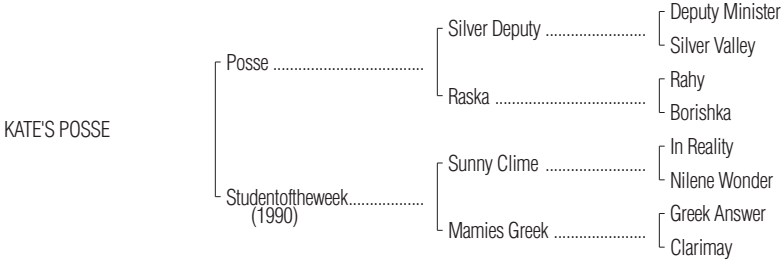 KATE'S POSSE
Posse ..................................
Studentoftheweek.................
(1990)
Silver Deputy ......................
Raska .................................
Sunny Clime ......................
Mamies Greek ....................
Deputy Minister
Silver Valley
Rahy
Borishka
In Reality
Nilene Wonder
Greek Answer
Clarimay